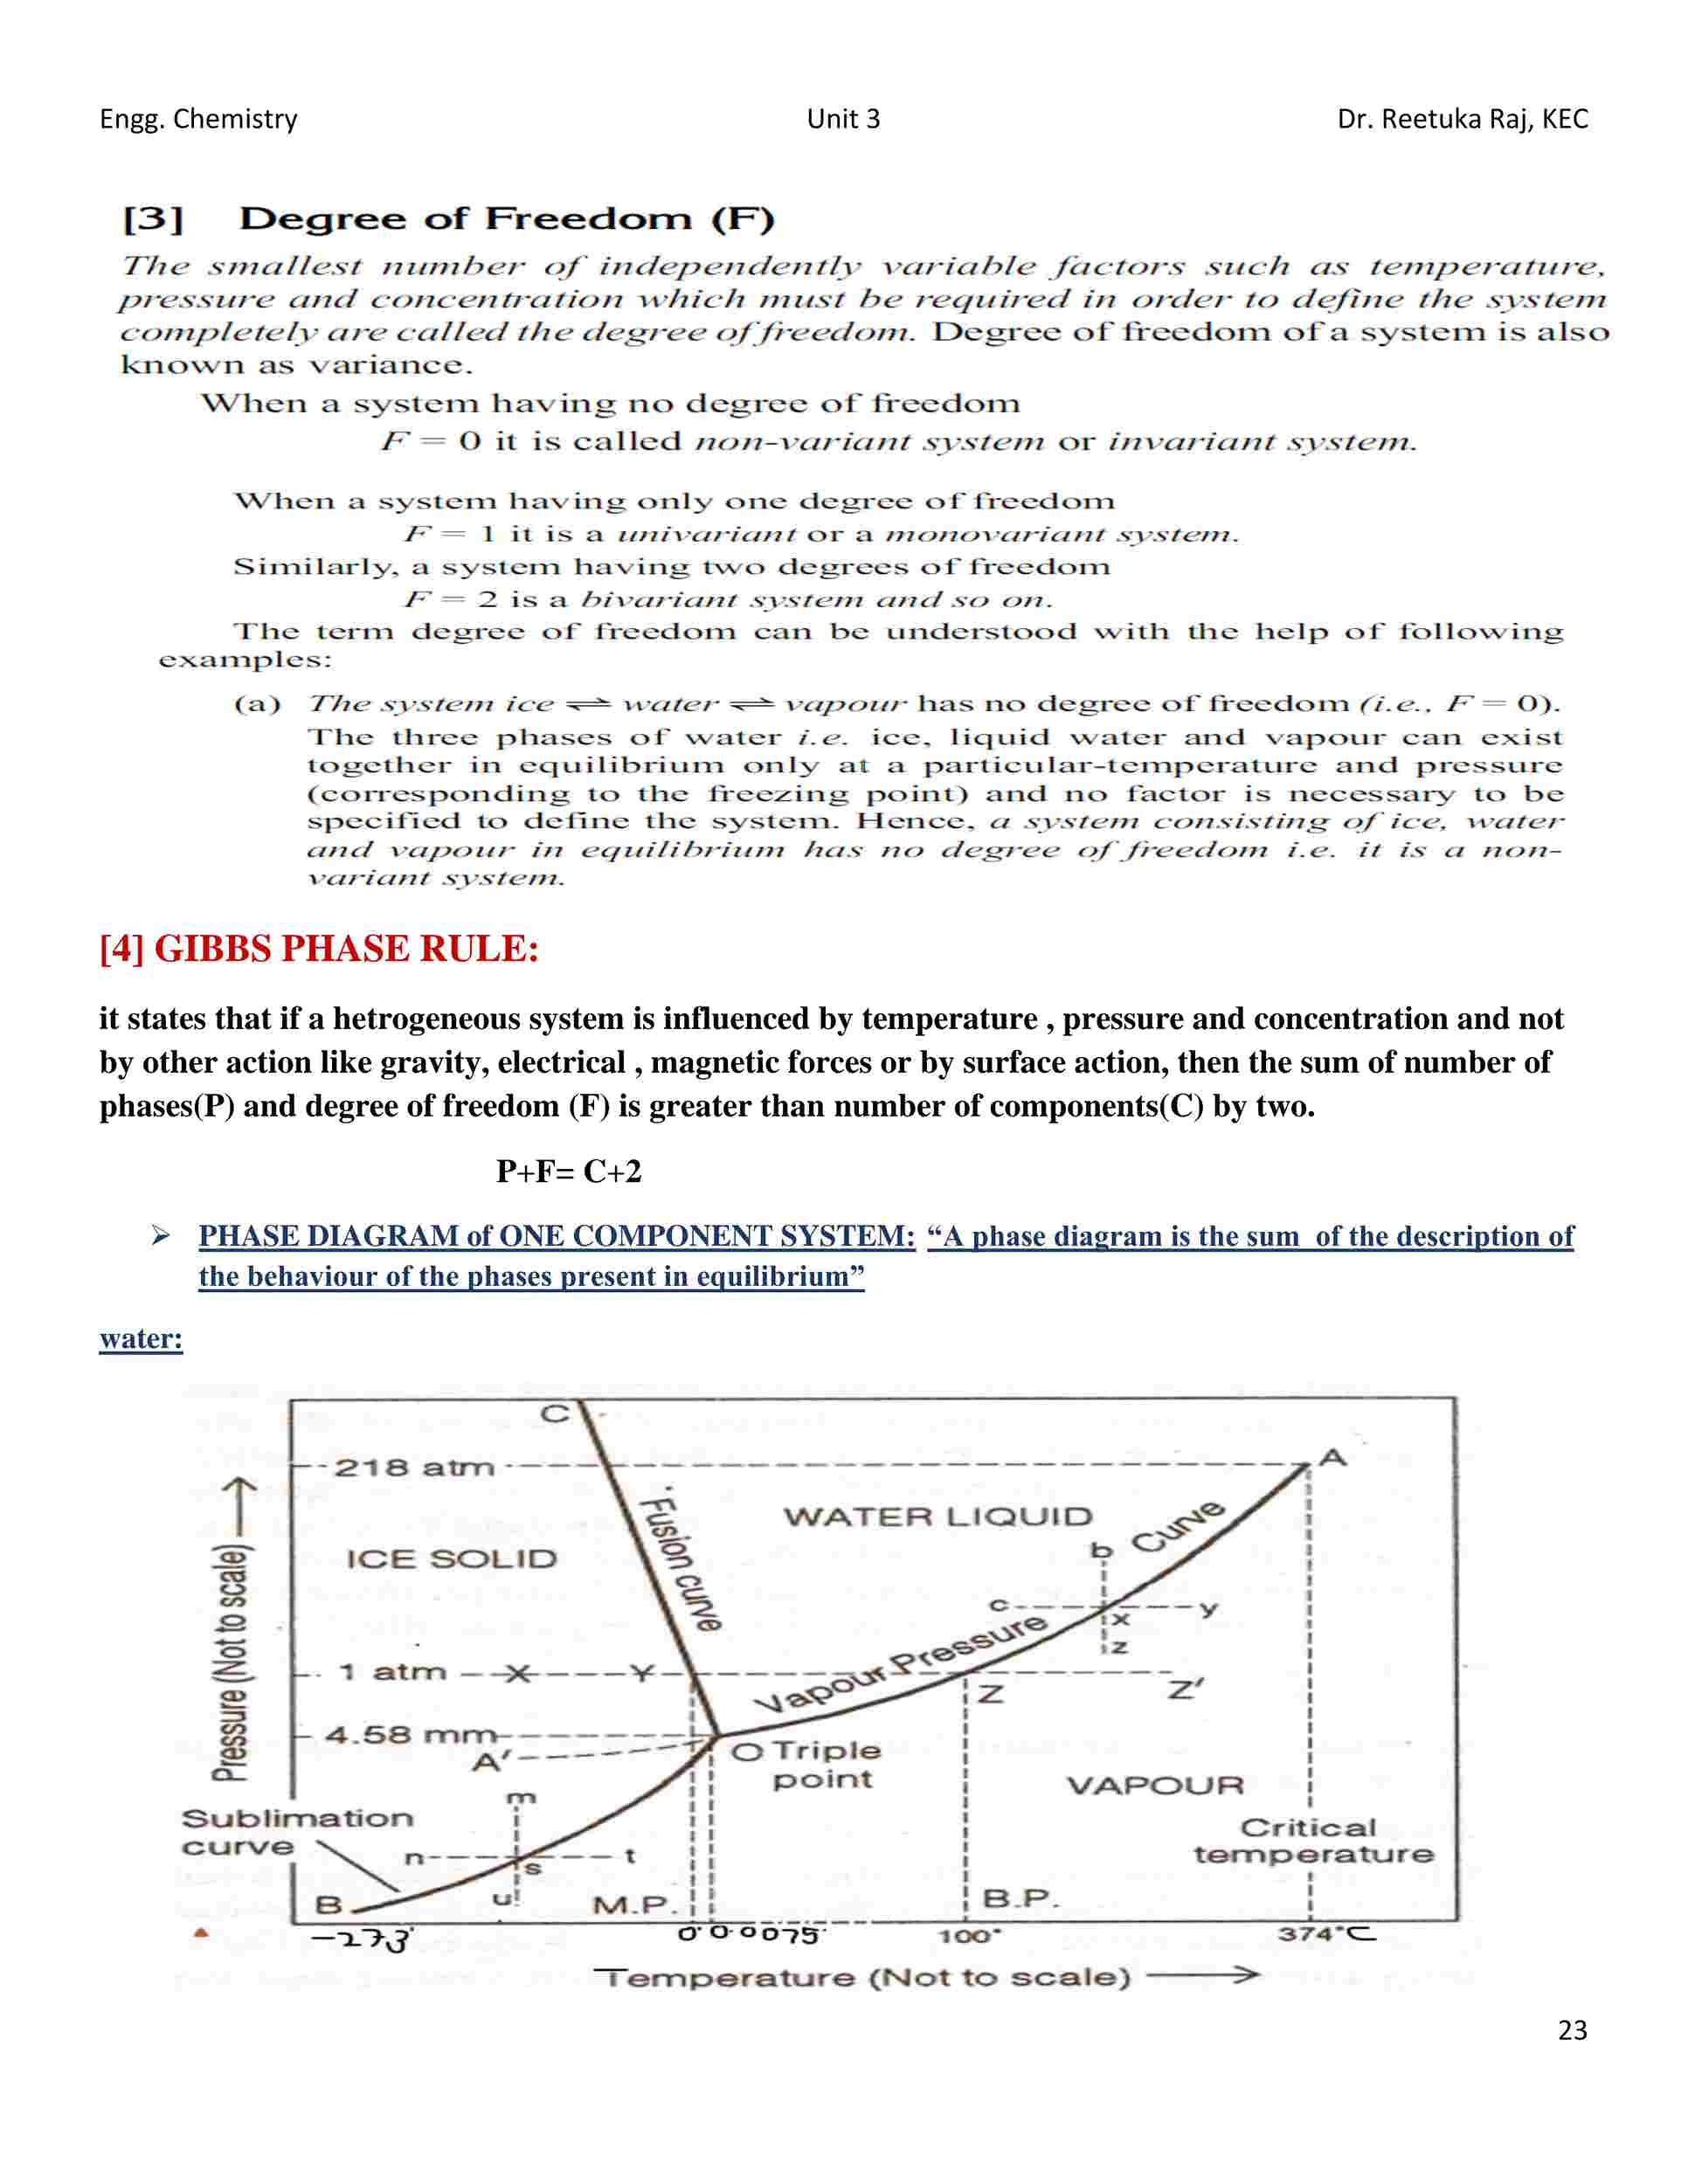 Engg. Chemistry Unit 3 Dr. Reetuka Raj, KEC
[3] Degree of Freedom (F)
The smallest number of independently variable factors such as temperature,
pressure and concentration which must be required in order to define the system
completely are called the degree of freedom. Degree of freedom of a system is also
known as variance.
When a system having no degree of freedom
F = 0 it is called non-variant system or invariant system.
When a system having only one degree of freedom
F = 1 it is a univariant or a monovariant system.
Similarly, a system having two degrees of freedom
F = 2 is a bivariant system and so on.
The term degree of freedom can be understood with the help of following
examples:
(a) The system ice ⇌ water ⇌ vapour has no degree of freedom (i.e., F = 0).
The three phases of water i.e. ice, liquid water and vapour can exist
together in equilibrium only at a particular-temperature and pressure
(corresponding to the freezing point) and no factor is necessary to be
specified to define the system. Hence, a system consisting of ice, water
and vapour in equilibrium has no degree of freedom i.e. it is a non-
variant system.
[4] GIBBS PHASE RULE:
it states that if a hetrogeneous system is influenced by temperature , pressure and concentration and not
by other action like gravity, electrical , magnetic forces or by surface action, then the sum of number of
phases(P) and degree of freedom (F) is greater than number of components(C) by two.
P+F= C+2
➢ PHASE DIAGRAM of ONE COMPONENT SYSTEM: “A phase diagram is the sum of the description of
the behaviour of the phases present in equilibrium”
water:
C
218 atm
A
WATER LIQUID
Curve
ICE SOLID
Fusion curve
b
c
y
x
z
Vapour Pressure
Pressure (Not to scale)
1 atm
X
Y
Z
Z'
4.58 mm
A'
O Triple
point
VAPOUR
m
Sublimation
curve
Critical
temperature
n
t
s
u
B
M.P.
B.P.
-273°
0° 0.0075°
100°
374°C
Temperature (Not to scale)
23